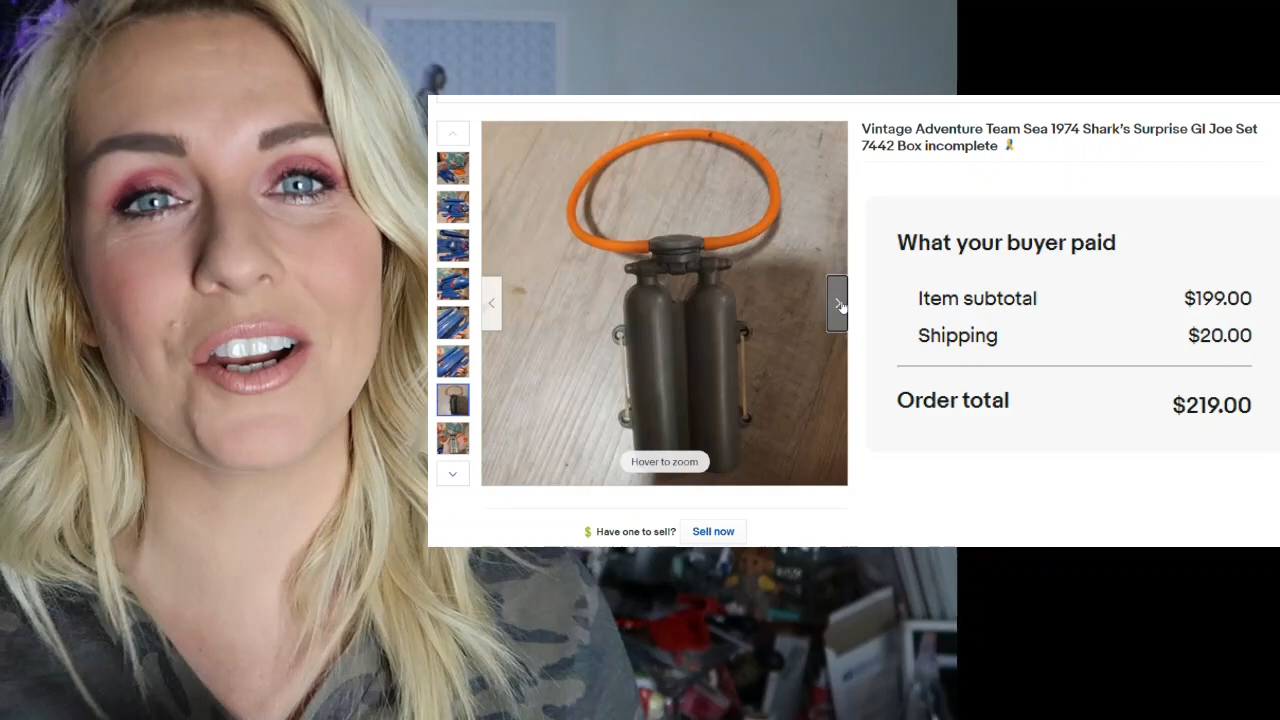 Vintage Adventure Team Sea 1974 Shark's Surprise GI Joe Set
7442 Box incomplete
What your buyer paid
Item subtotal $199.00
Shipping $20.00
Order total $219.00
Hover to zoom
Have one to sell? Sell now